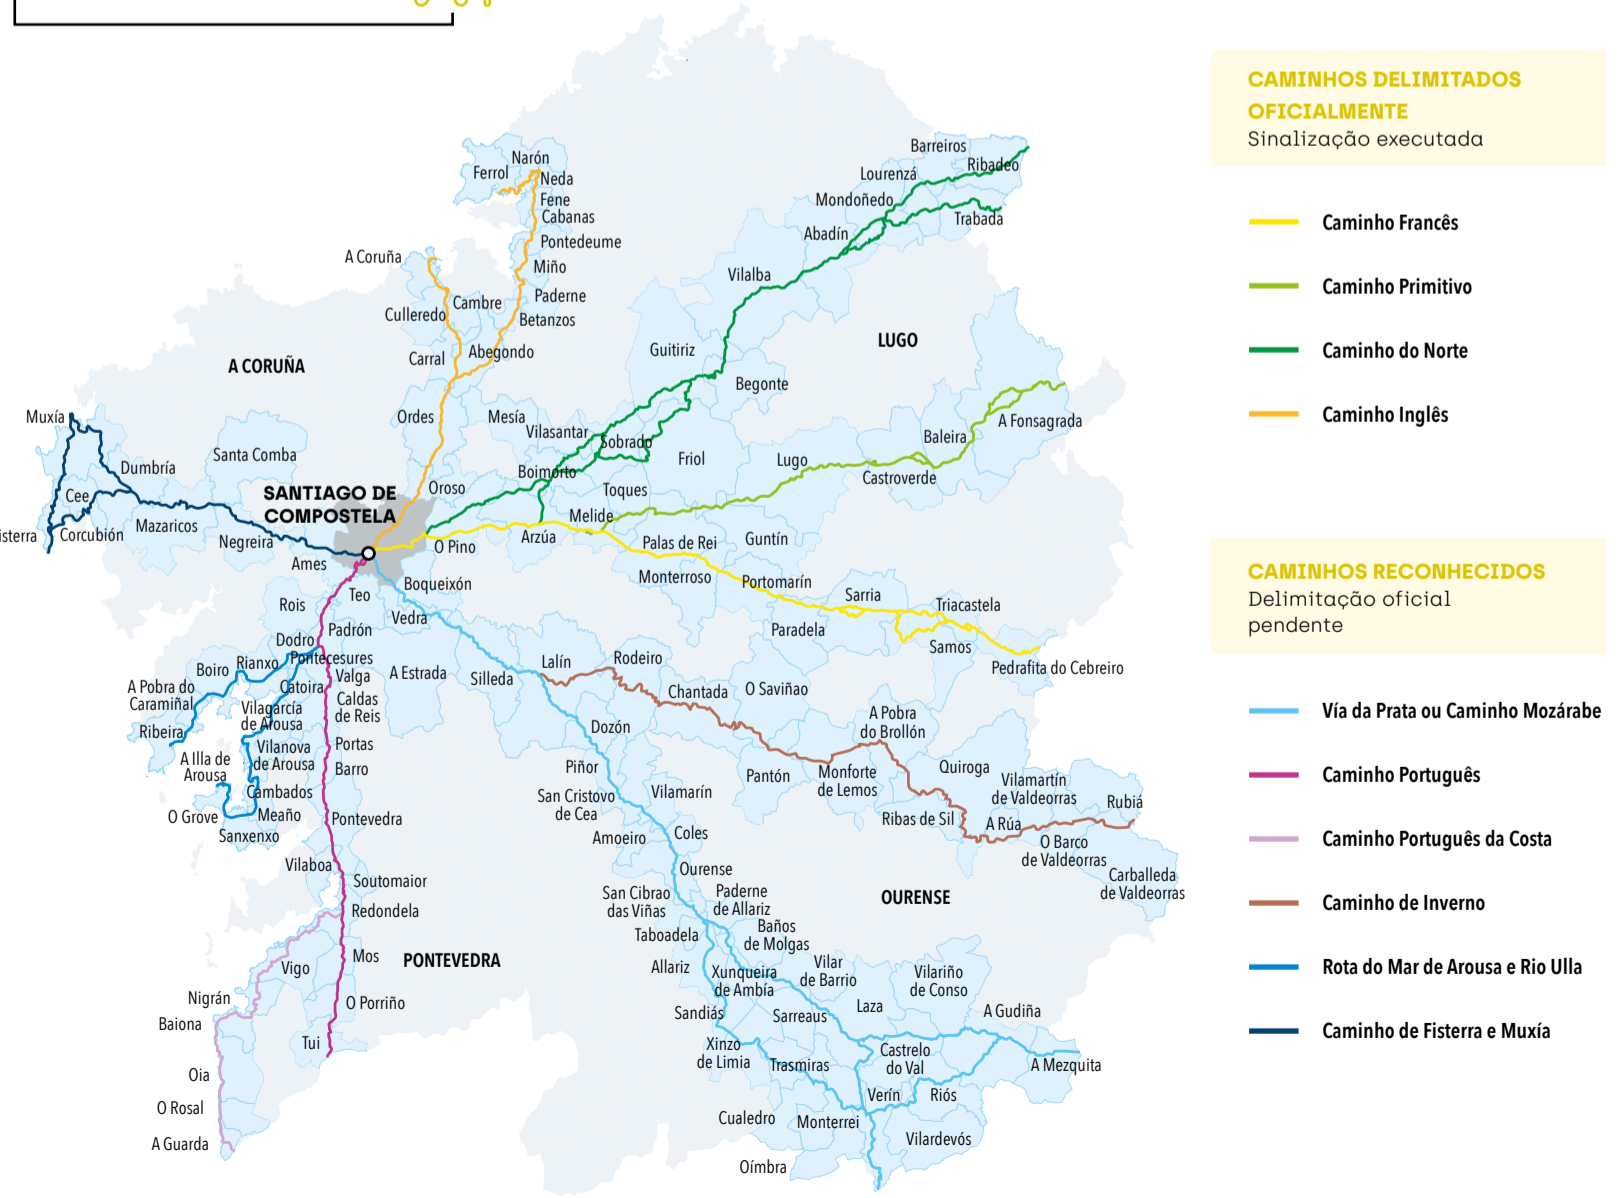 CAMINHOS DELIMITADOS
OFICIALMENTE
Sinalização executada
Caminho Francês
Caminho Primitivo
Caminho do Norte
Caminho Inglês
CAMINHOS RECONHECIDOS
Delimitação oficial
pendente
Vía da Prata ou Caminho Mozárabe
Caminho Português
Caminho Português da Costa
Caminho de Inverno
Rota do Mar de Arousa e Rio Ulla
Caminho de Fisterra e Muxía
Narón
Ferrol
Neda
Fene
Cabanas
Pontedeume
Miño
Paderne
Betanzos
A Coruña
Cambre
Culleredo
Carral
Abegondo
A CORUÑA
Ordes
Mesía
Vilasantar
Sobrado
Boimorto
Oroso
Toques
Friol
Melide
Arzúa
O Pino
Barreiros
Ribadeo
Lourenzá
Mondoñedo
Trabada
Abadín
Vilalba
LUGO
Guitiriz
Begonte
A Fonsagrada
Baleira
Lugo
Castroverde
Muxía
Dumbría
Santa Comba
Cee
isterra
Corcubión
Mazaricos
Negreira
Ames
SANTIAGO DE
COMPOSTELA
Palas de Rei
Guntín
Monterroso
Portomarín
Sarria
Triacastela
Paradela
Samos
Pedrafita do Cebreiro
Boqueixón
Teo
Vedra
Rois
Padrón
Dodro
Pontecesures
Rianxo
Boiro
Valga
Catoira
A Pobra do
Caramiñal
Caldas
de Reis
Vilagarcía
de Arousa
Ribeira
Portas
Vilanova
de Arousa
A Illa de
Arousa
Barro
Cambados
O Grove
Meaño
Sanxenxo
Pontevedra
Vilaboa
Soutomaior
Redondela
Mos
PONTEVEDRA
Vigo
Nigrán
O Porriño
Baiona
Tui
Oia
O Rosal
A Guarda
A Estrada
Silleda
Lalín
Rodeiro
Chantada
O Saviñao
Dozón
A Pobra
do Brollón
Piñor
Pantón
Monforte
de Lemos
Quiroga
Vilamartín
de Valdeorras
Rubiá
San Cristovo
de Cea
Vilamarín
Ribas de Sil
A Rúa
O Barco
de Valdeorras
Carballeda
de Valdeorras
Amoeiro
Coles
Ourense
OURENSE
San Cibrao
das Viñas
Paderne
de Allariz
Taboadela
Baños
de Molgas
Allariz
Xunqueira
de Ambía
Vilar
de Barrio
Vilariño
de Conso
Sandiás
Sarreaus
Laza
A Gudiña
Xinzo
de Limia
Trasmiras
Castrelo
do Val
A Mezquita
Verín
Riós
Cualedro
Monterrei
Vilardevós
Oímbra